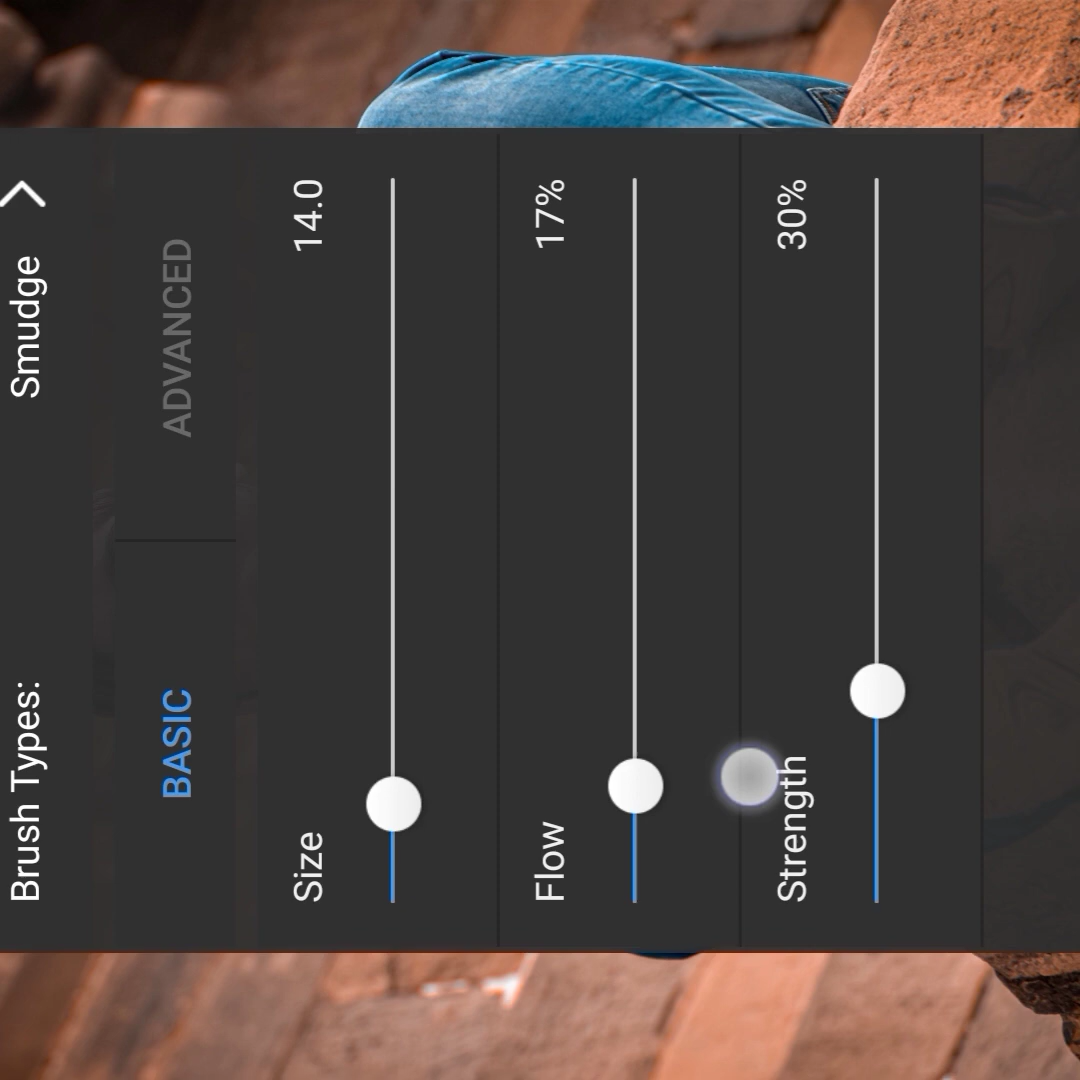 Brush Types: Smudge
BASIC ADVANCED
Size 14.0
Flow 17%
Strength 30%